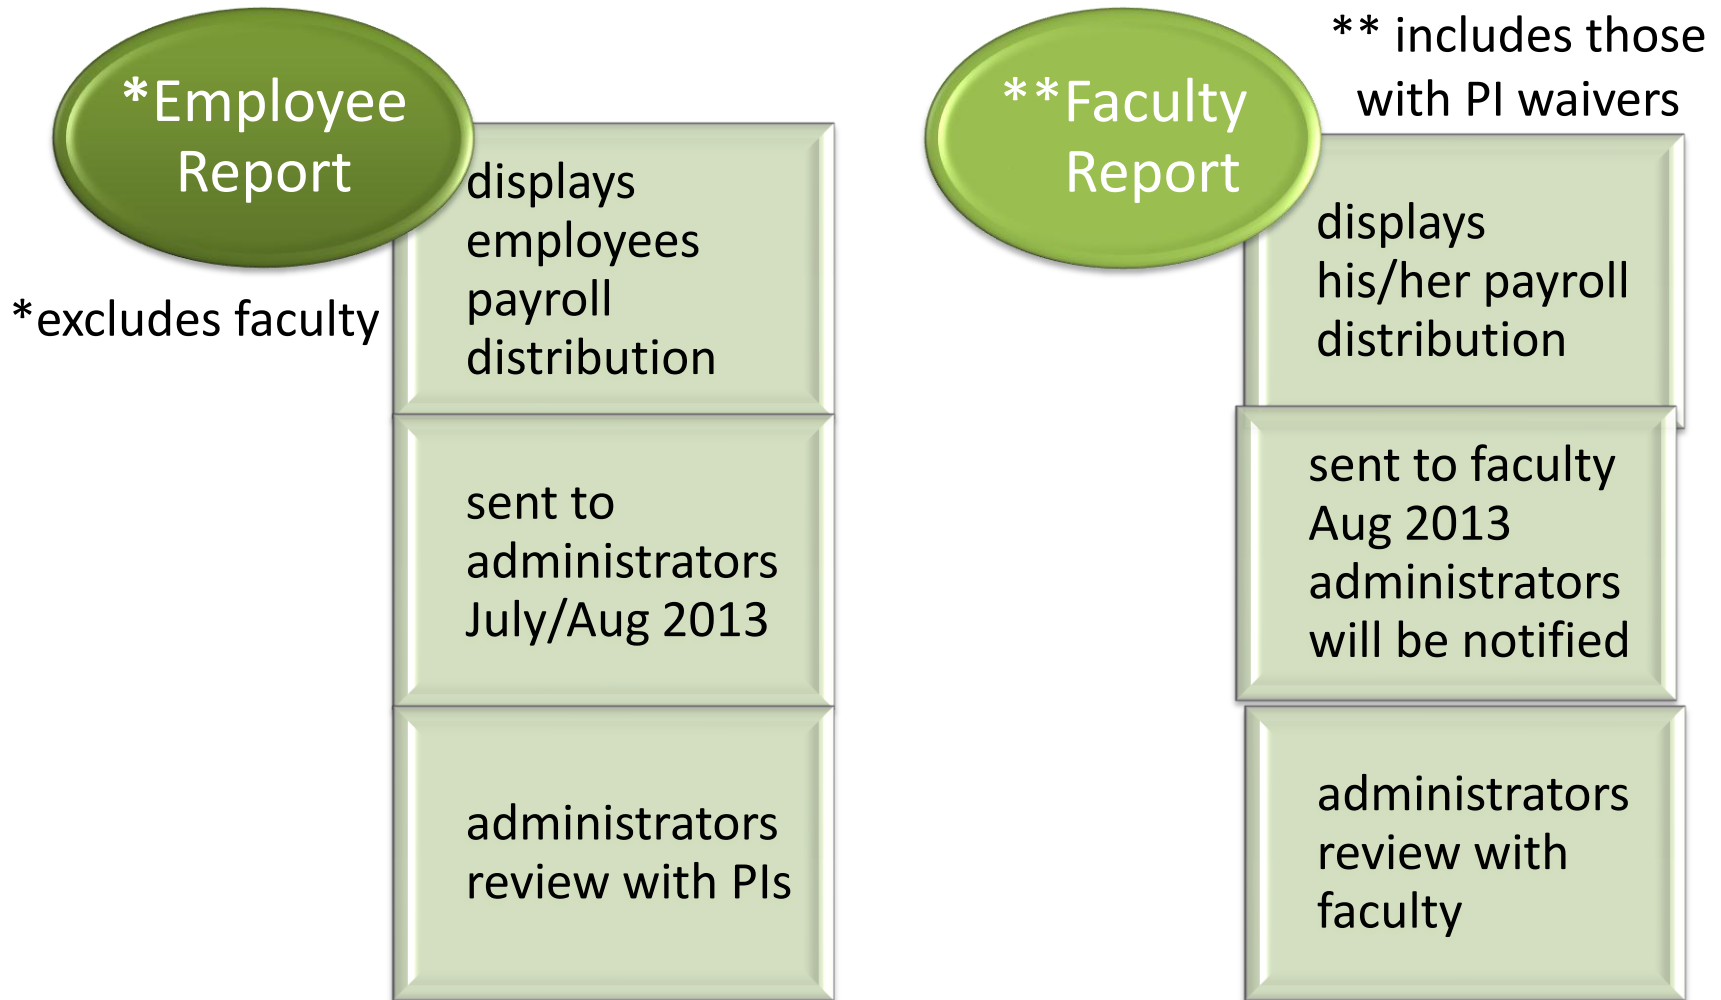 *Employee
Report
*excludes faculty
displays
employees
payroll
distribution
sent to
administrators
July/Aug 2013
administrators
review with PIs
**Faculty
Report
** includes those
with PI waivers
displays
his/her payroll
distribution
sent to faculty
Aug 2013
administrators
will be notified
administrators
review with
faculty